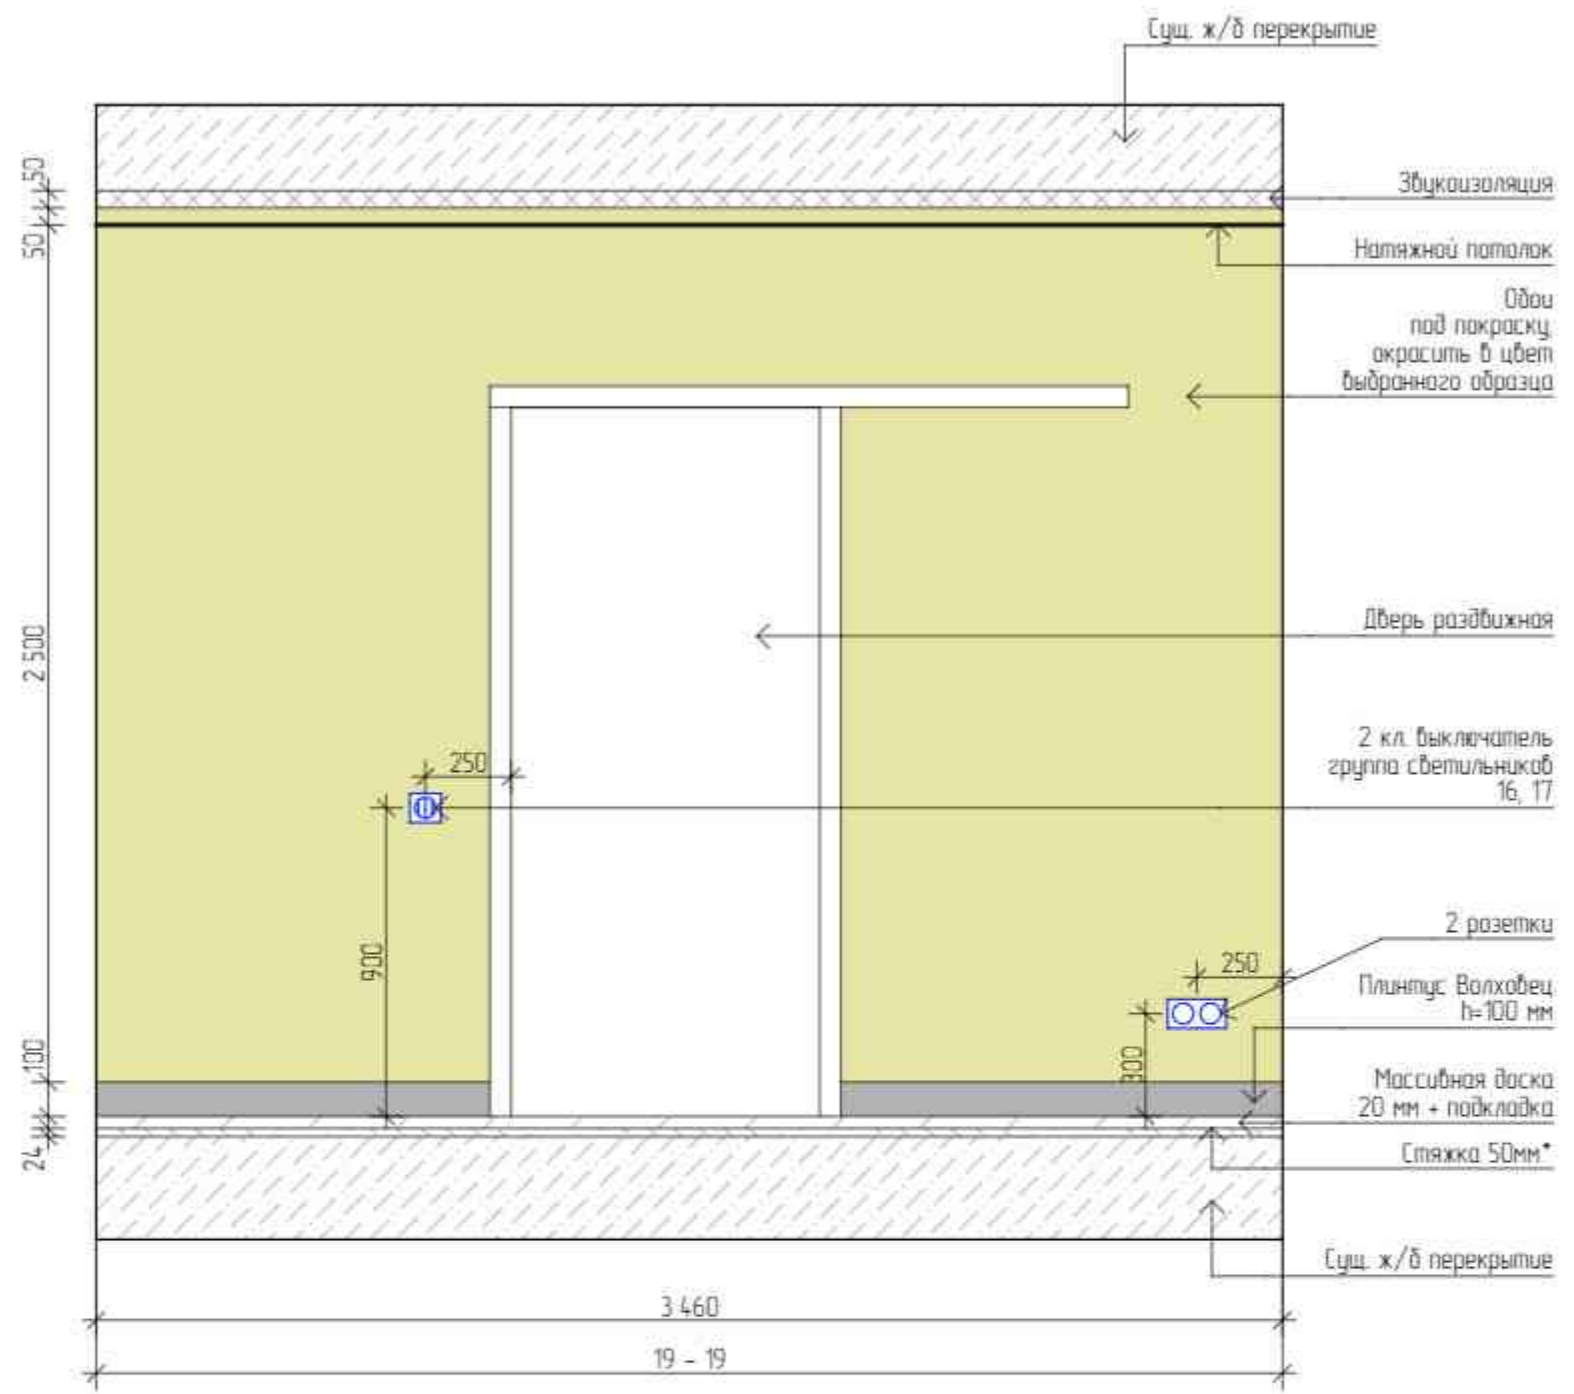 Сущ. ж/б перекрытие
50
Звукоизоляция
50
Натяжной потолок
Обои
под покраску,
окрасить в цвет
выбранного образца
2 500
Дверь раздвижная
2 кл. выключатель
группа светильников
16, 17
250
900
2 розетки
250
Плинтус Волховец
h=100 мм
300
100
Массивная доска
20 мм + подкладка
24
Стяжка 50мм*
Сущ. ж/б перекрытие
3 460
19 - 19